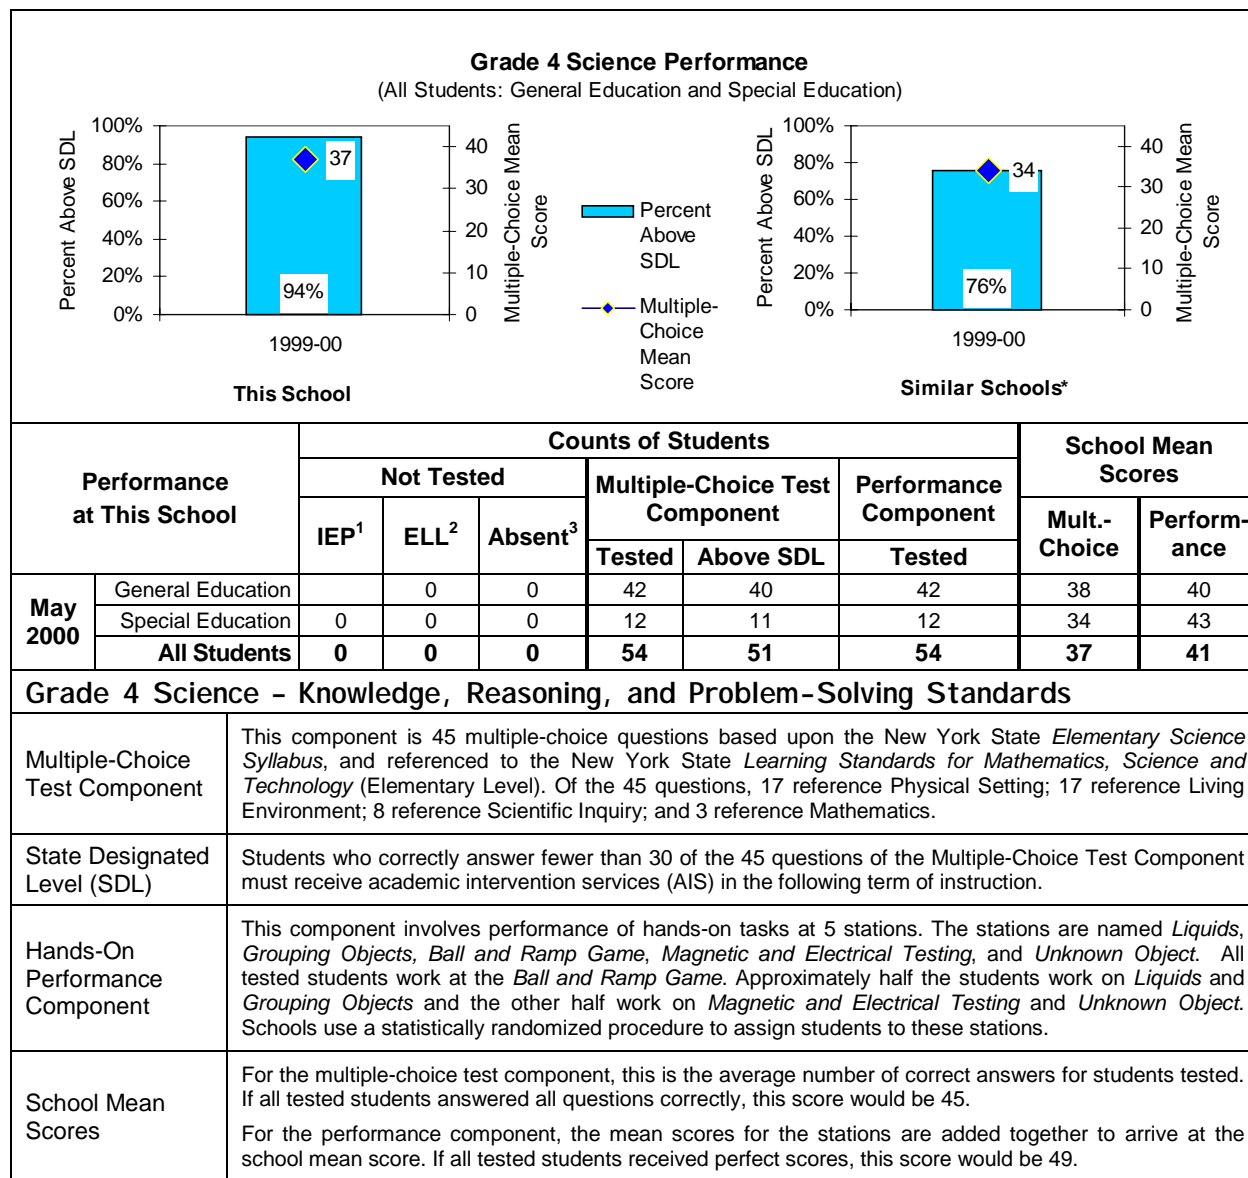 Grade 4 Science Performance
(All Students: General Education and Special Education)
Percent Above SDL
100%
80%
60%
40%
20%
0%
37
94%
40
30
20
10
0
Multiple-Choice Mean
Score
1999-00
This School
Percent
Above
SDL
Multiple-
Choice
Mean
Score
Percent Above SDL
100%
80%
60%
40%
20%
0%
34
76%
40
30
20
10
0
Multiple-Choice Mean
Score
1999-00
Similar Schools*
Performance
at This School
Counts of Students
School Mean
Scores
Not Tested
Multiple-Choice Test
Component
Performance
Component
IEP1 ELL2 Absent3
Tested Above SDL Tested
Mult.-
Choice
Perform-
ance
May
2000
General Education 0 0 42 40 42 38 40
Special Education 0 0 0 12 11 12 34 43
All Students 0 0 0 54 51 54 37 41
Grade 4 Science – Knowledge, Reasoning, and Problem-Solving Standards
Multiple-Choice
Test Component
This component is 45 multiple-choice questions based upon the New York State Elementary Science
Syllabus, and referenced to the New York State Learning Standards for Mathematics, Science and
Technology (Elementary Level). Of the 45 questions, 17 reference Physical Setting; 17 reference Living
Environment; 8 reference Scientific Inquiry; and 3 reference Mathematics.
State Designated
Level (SDL)
Students who correctly answer fewer than 30 of the 45 questions of the Multiple-Choice Test Component
must receive academic intervention services (AIS) in the following term of instruction.
Hands-On
Performance
Component
This component involves performance of hands-on tasks at 5 stations. The stations are named Liquids,
Grouping Objects, Ball and Ramp Game, Magnetic and Electrical Testing, and Unknown Object. All
tested students work at the Ball and Ramp Game. Approximately half the students work on Liquids and
Grouping Objects and the other half work on Magnetic and Electrical Testing and Unknown Object.
Schools use a statistically randomized procedure to assign students to these stations.
School Mean
Scores
For the multiple-choice test component, this is the average number of correct answers for students tested.
If all tested students answered all questions correctly, this score would be 45.
For the performance component, the mean scores for the stations are added together to arrive at the
school mean score. If all tested students received perfect scores, this score would be 49.